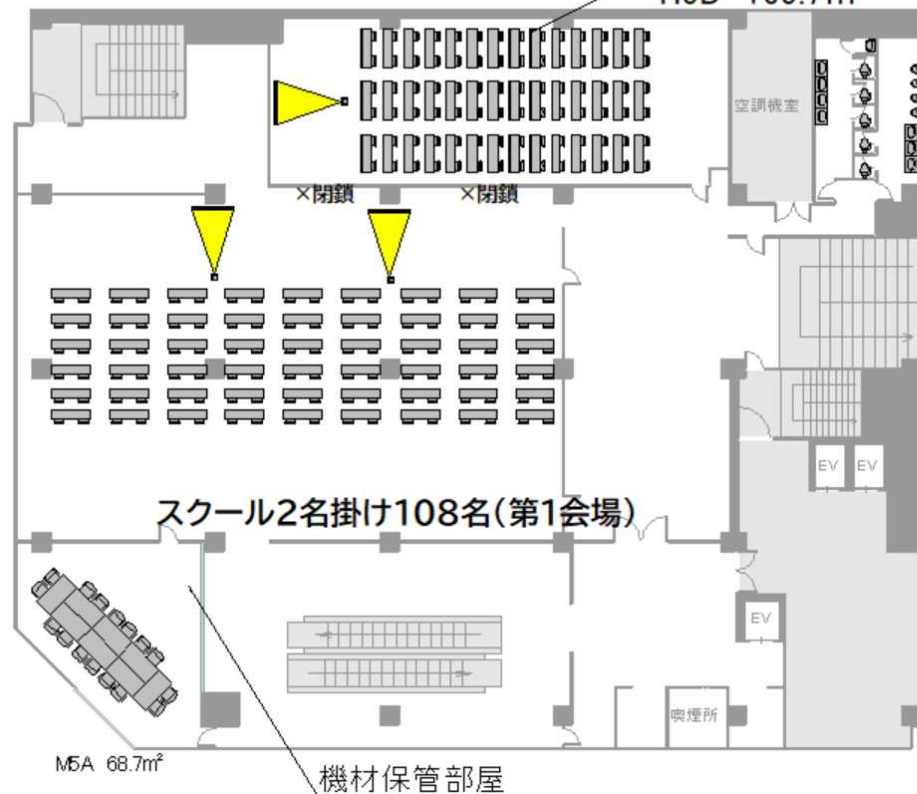 空調機室
×閉鎖
×閉鎖
EV
EV
スクール2名掛け108名(第1会場)
EV
喫煙所
M5A 68.7m²
機材保管部屋